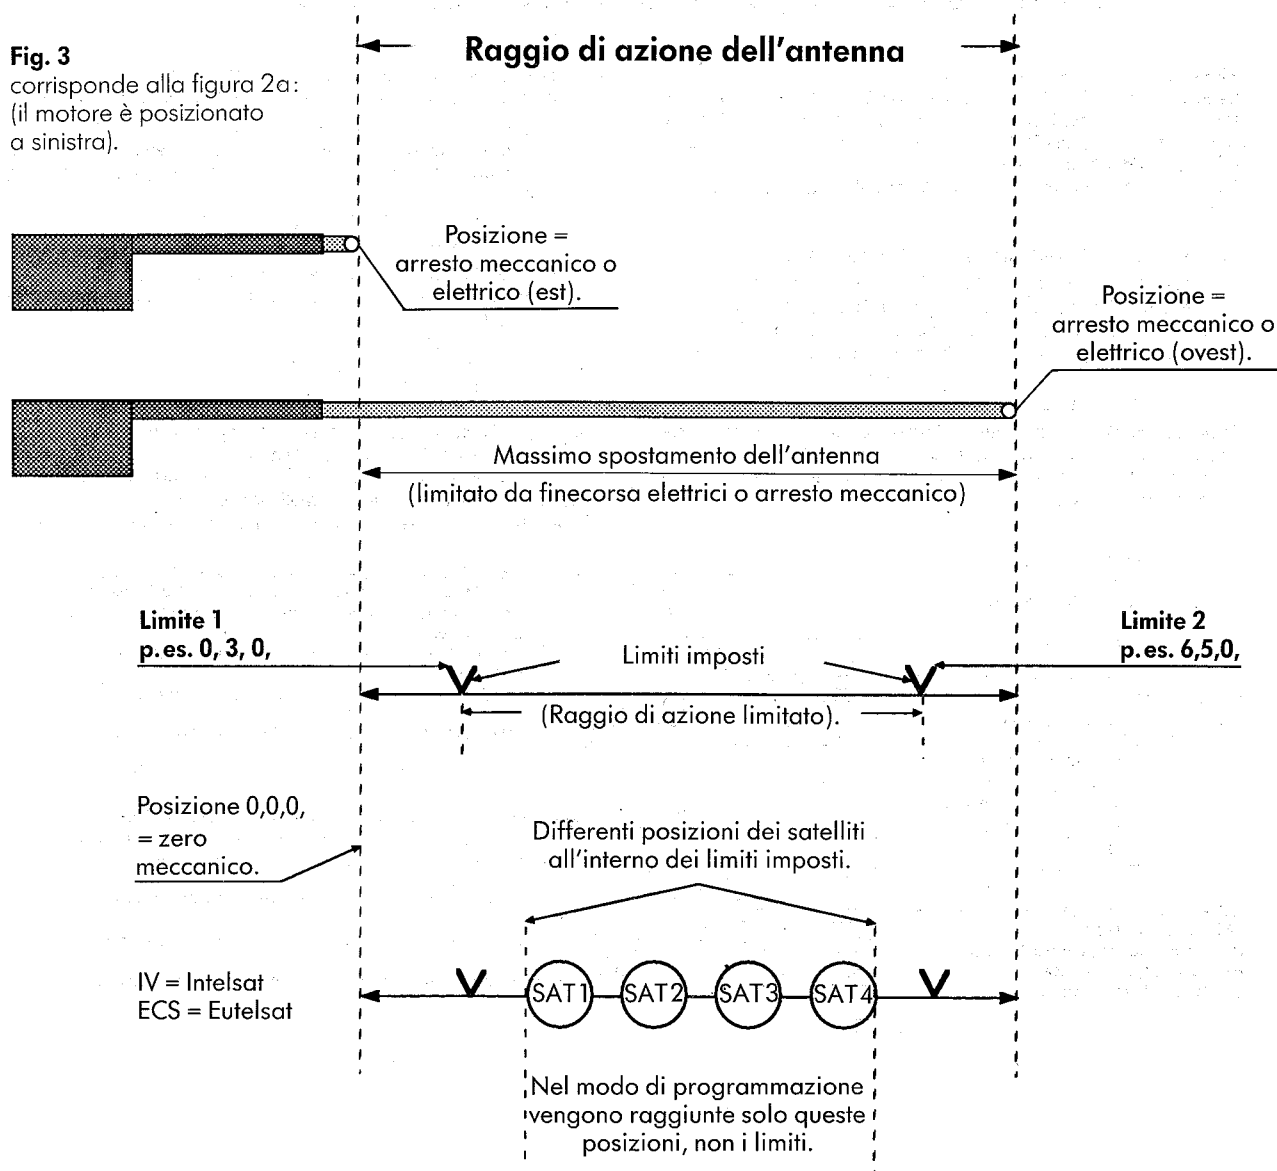 Raggio di azione dell'antenna
Fig. 3
corrisponde alla figura 2a:
(il motore è posizionato
a sinistra).
Posizione =
arresto meccanico o
elettrico (est).
Posizione =
arresto meccanico o
elettrico (ovest).
Massimo spostamento dell'antenna
(limitato da finecorsa elettrici o arresto meccanico)
Limite 1
p.es. 0, 3, 0,
Limiti imposti
Limite 2
p.es. 6,5,0,
(Raggio di azione limitato).
Posizione 0,0,0,
= zero
meccanico.
Differenti posizioni dei satelliti
all'interno dei limiti imposti.
IV = Intelsat
ECS = Eutelsat
SAT1 SAT2 SAT3 SAT4
Nel modo di programmazione
vengono raggiunte solo queste
posizioni, non i limiti.